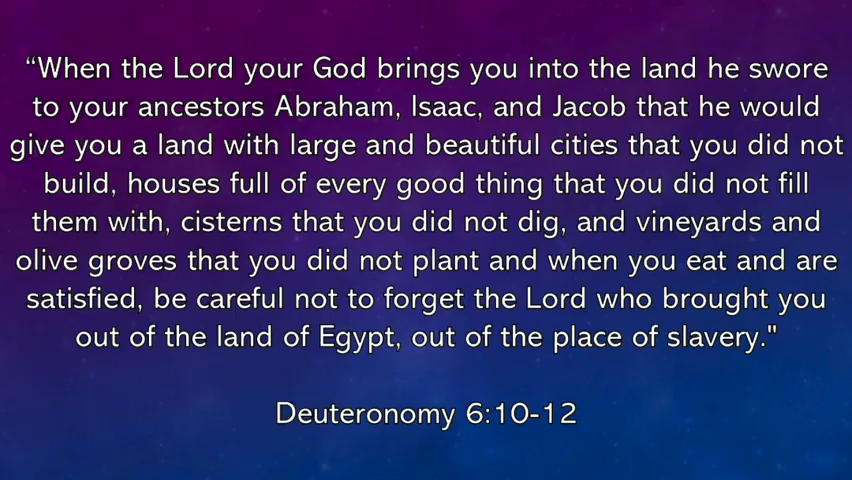 “When the Lord your God brings you into the land he swore
to your ancestors Abraham, Isaac, and Jacob that he would
give you a land with large and beautiful cities that you did not
build, houses full of every good thing that you did not fill
them with, cisterns that you did not dig, and vineyards and
olive groves that you did not plant and when you eat and are
satisfied, be careful not to forget the Lord who brought you
out of the land of Egypt, out of the place of slavery."
Deuteronomy 6:10-12